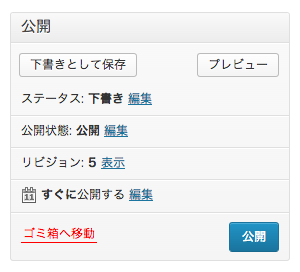 公開
下書きとして保存 プレビュー
ステータス: 下書き 編集
公開状態: 公開 編集
リビジョン: 5 表示
11 すぐに公開する 編集
ゴミ箱へ移動 公開